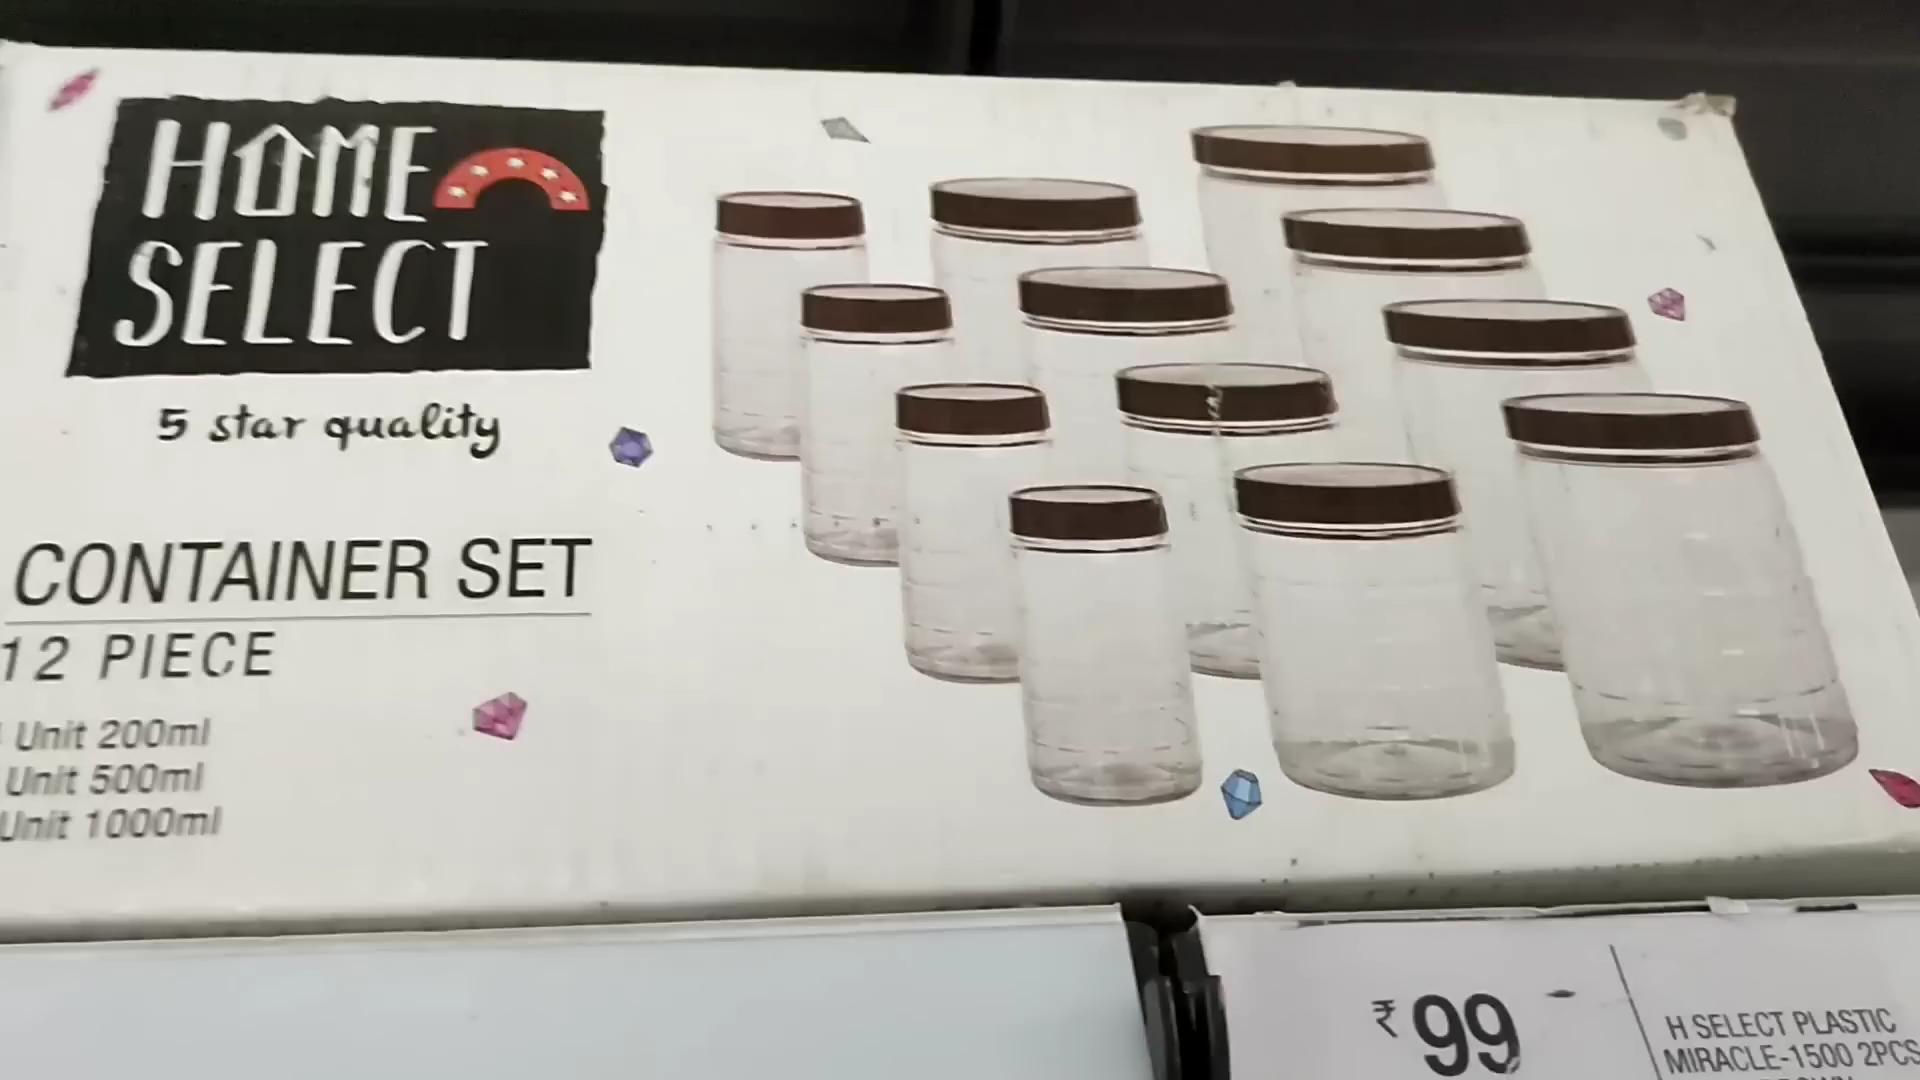 HOME
SELECT
5 star quality
CONTAINER SET
12 PIECE
Unit 200ml
Unit 500ml
Unit 1000ml
₹99
H SELECT PLASTIC
MIRACLE-1500 2PCS